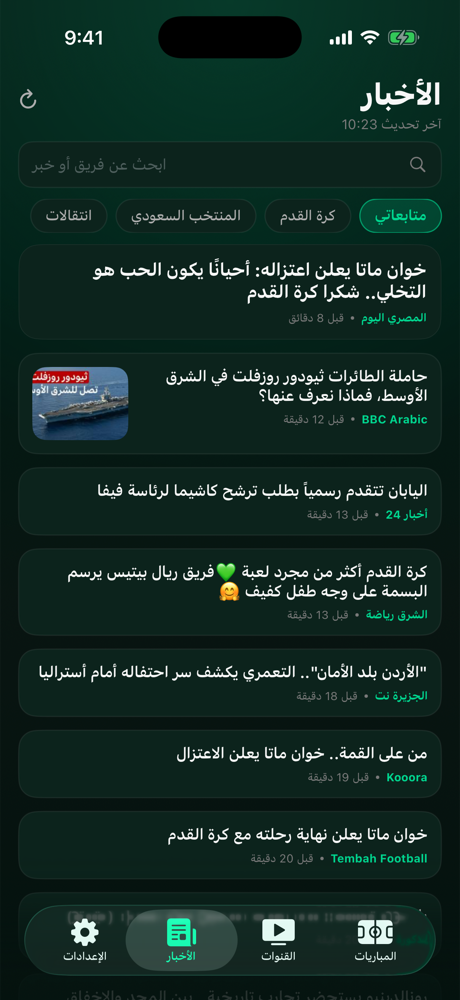 9:41
الأخبار
آخر تحديث 10:23
ابحث عن فريق أو خبر
متابعاتي
كرة القدم
المنتخب السعودي
انتقالات
خوان ماتا يعلن اعتزاله: أحيانًا يكون الحب هو
التخلي.. شكرا كرة القدم
المصري اليوم • قبل 8 دقائق
حاملة الطائرات ثيودور روزفلت في الشرق
الأوسط، فماذا نعرف عنها؟
BBC Arabic • قبل 12 دقيقة
ثيودور روزفلت
تصل للشرق الأوس
اليابان تتقدم رسمياً بطلب ترشح كاشيما لرئاسة فيفا
أخبار 24 • قبل 13 دقيقة
كرة القدم أكثر من مجرد لعبة 💚فريق ريال بيتيس يرسم
البسمة على وجه طفل كفيف 🤗
الشرق رياضة • قبل 13 دقيقة
"الأردن بلد الأمان".. التعمري يكشف سر احتفاله أمام أستراليا
الجزيرة نت • قبل 18 دقيقة
من على القمة.. خوان ماتا يعلن الاعتزال
Kooora • قبل 19 دقيقة
خوان ماتا يعلن نهاية رحلته مع كرة القدم
Tembah Football • قبل 20 دقيقة
المباريات
القنوات
الأخبار
الإعدادات